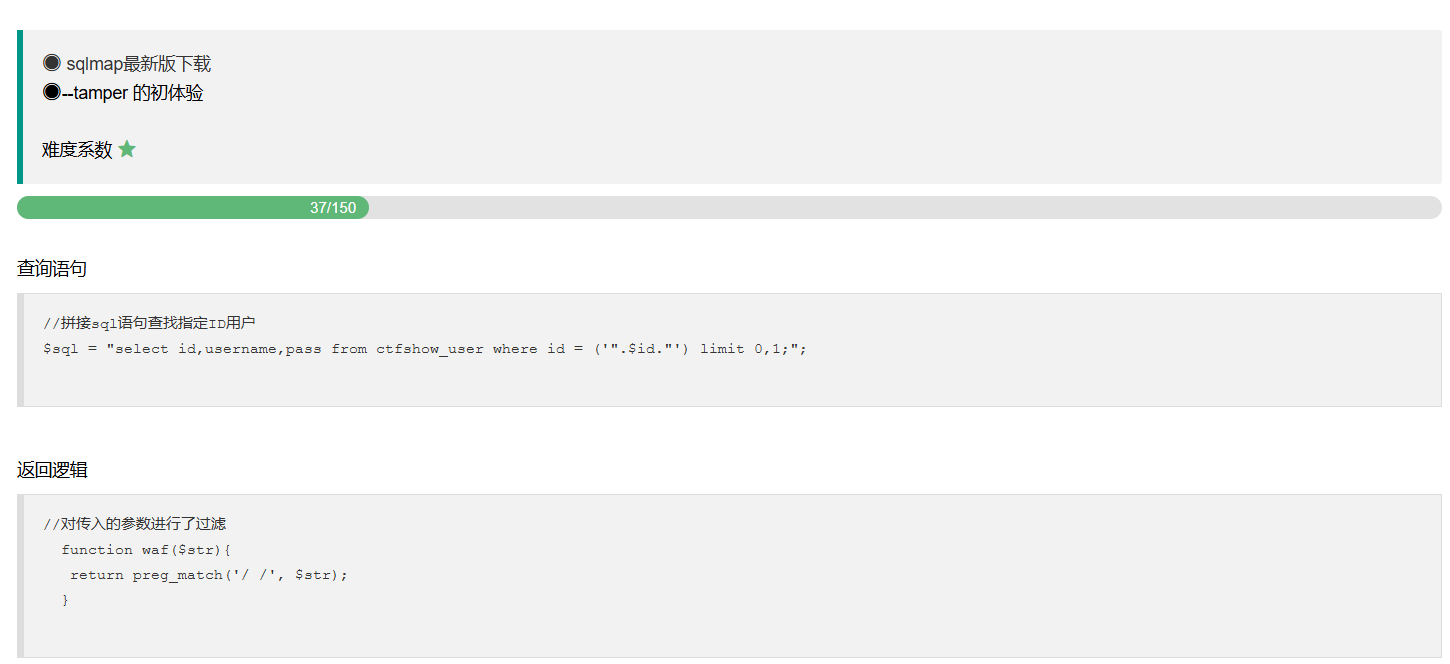 ◉ sqlmap最新版下载
◉--tamper 的初体验
难度系数 ★
37/150
查询语句
//拼接sql语句查找指定ID用户
$sql = "select id,username,pass from ctfshow_user where id = ('".$id."') limit 0,1;";
返回逻辑
//对传入的参数进行了过滤
function waf($str){
return preg_match('/ /', $str);
}